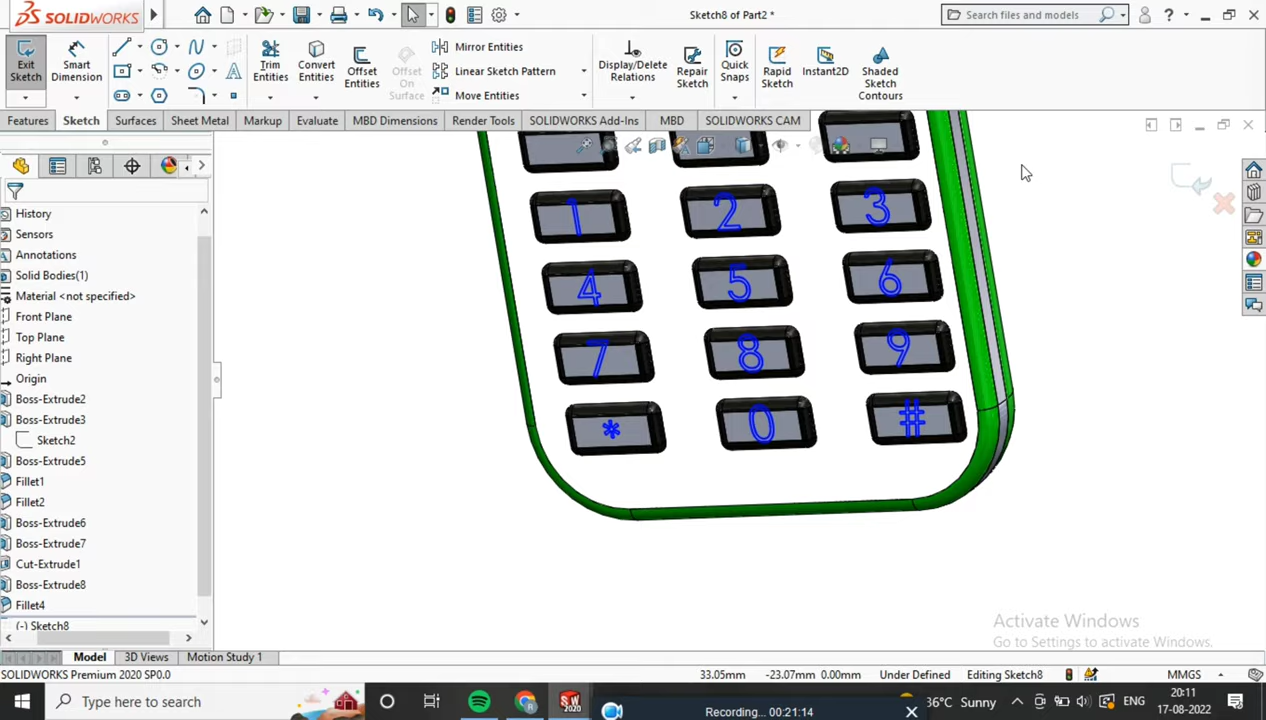 SOLIDWORKS
Sketch8 of Part2 *
Search files and models
Exit Sketch
Smart Dimension
Trim Entities
Convert Entities
Offset Entities
Offset On Surface
Mirror Entities
Linear Sketch Pattern
Move Entities
Display/Delete Relations
Repair Sketch
Quick Snaps
Rapid Sketch
Instant2D
Shaded Sketch Contours
Features
Sketch
Surfaces
Sheet Metal
Markup
Evaluate
MBD Dimensions
Render Tools
SOLIDWORKS Add-Ins
MBD
SOLIDWORKS CAM
History
Sensors
Annotations
Solid Bodies(1)
Material <not specified>
Front Plane
Top Plane
Right Plane
Origin
Boss-Extrude2
Boss-Extrude3
Sketch2
Boss-Extrude5
Fillet1
Fillet2
Boss-Extrude6
Boss-Extrude7
Cut-Extrude1
Boss-Extrude8
Fillet4
(-) Sketch8
1 2 3
4 5 6
7 8 9
* 0 #
Activate Windows
Go to Settings to activate Windows.
Model
3D Views
Motion Study 1
SOLIDWORKS Premium 2020 SP0.0
33.05mm
-23.07mm
0.00mm
Under Defined
Editing Sketch8
MMGS
Type here to search
SW
2020
Recording... 00:21:14
36°C Sunny
ENG
20:11
17-08-2022